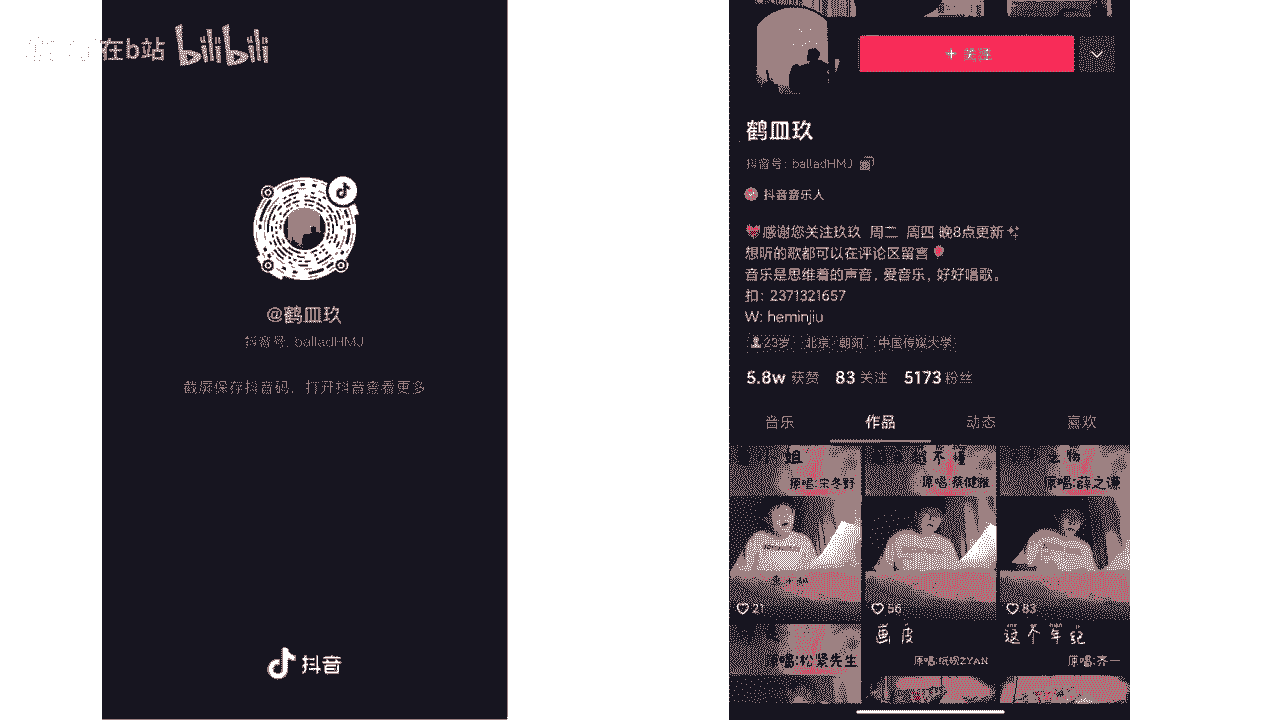 在b站 bilibili
@鹤皿玖
抖音号: balladHMJ
截屏保存抖音码，打开抖音查看更多
抖音
+ 关注
鹤皿玖
抖音号: balladHMJ
抖音音乐人
感谢您关注玖玖 周二 周四 晚8点更新
想听的歌都可以在评论区留言
音乐是思维着的声音，爱音乐，好好唱歌。
扣: 2371321657
W: heminjiu
23岁 北京·朝阳 中国传媒大学
5.8w 获赞 83 关注 5173 粉丝
音乐 作品 动态 喜欢
姐
原唱:宋冬野
21
想不懂
原唱:蔡健雅
56
原唱:薛之谦
83
原唱:松紧先生
画皮
原唱:纸砚ZYAN
这个年纪
原唱:齐一